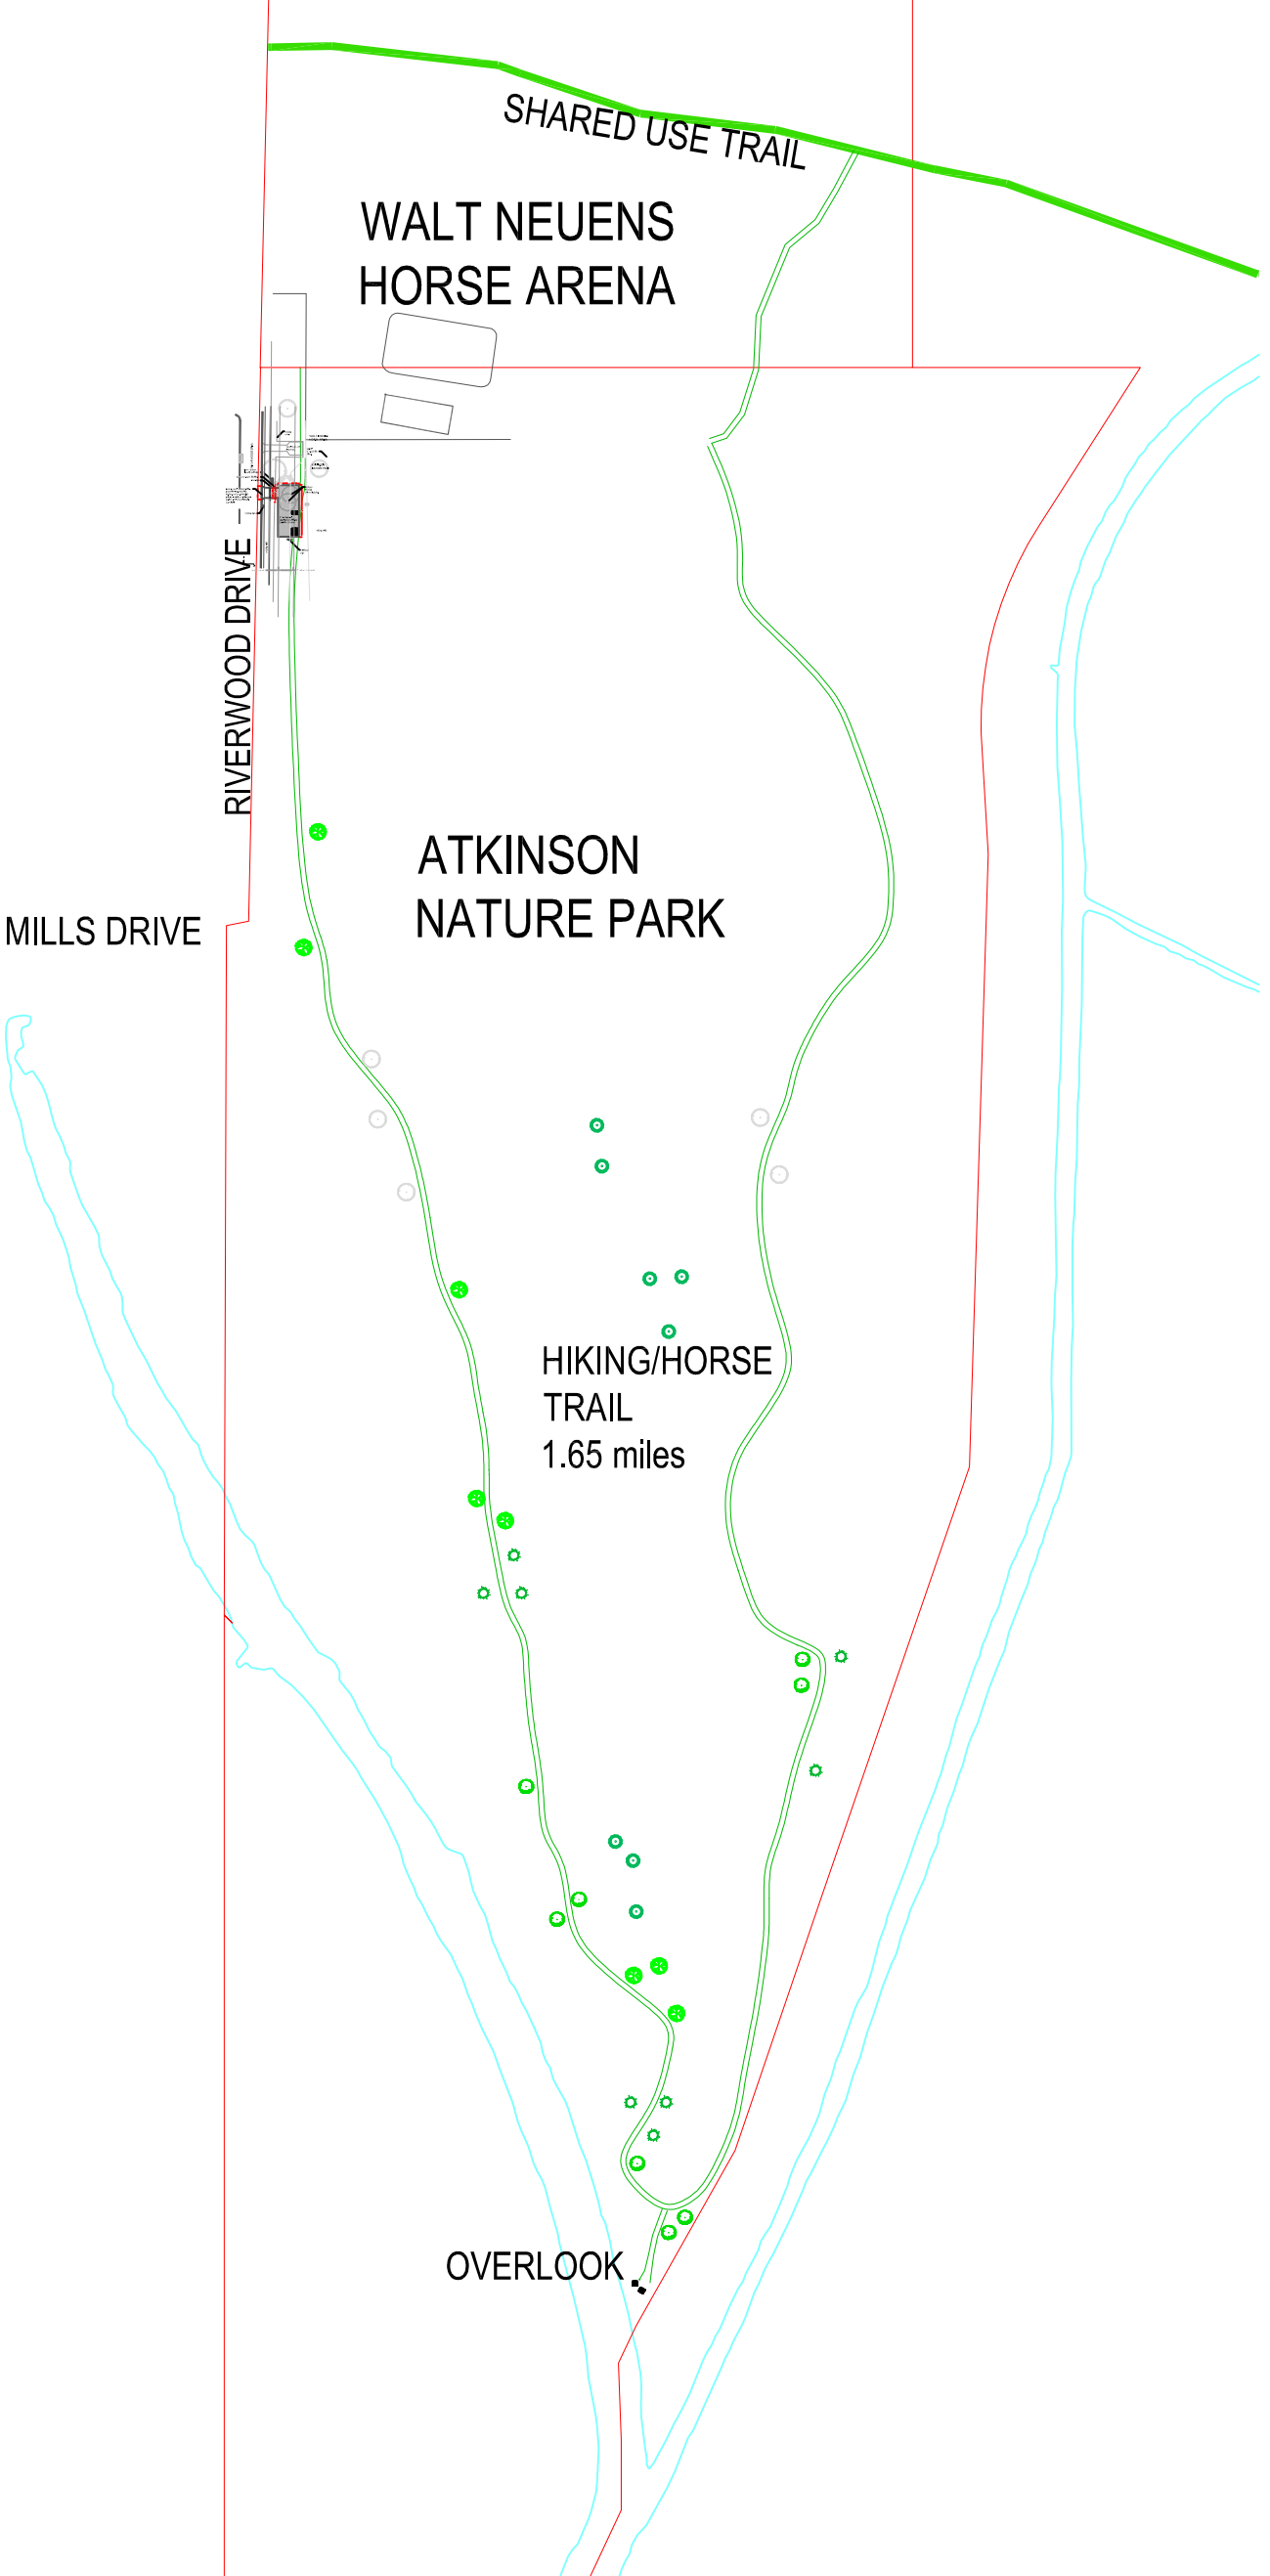 SHARED USE TRAIL
WALT NEUENS
HORSE ARENA
RIVERWOOD DRIVE
ATKINSON
NATURE PARK
MILLS DRIVE
HIKING/HORSE
TRAIL
1.65 miles
OVERLOOK